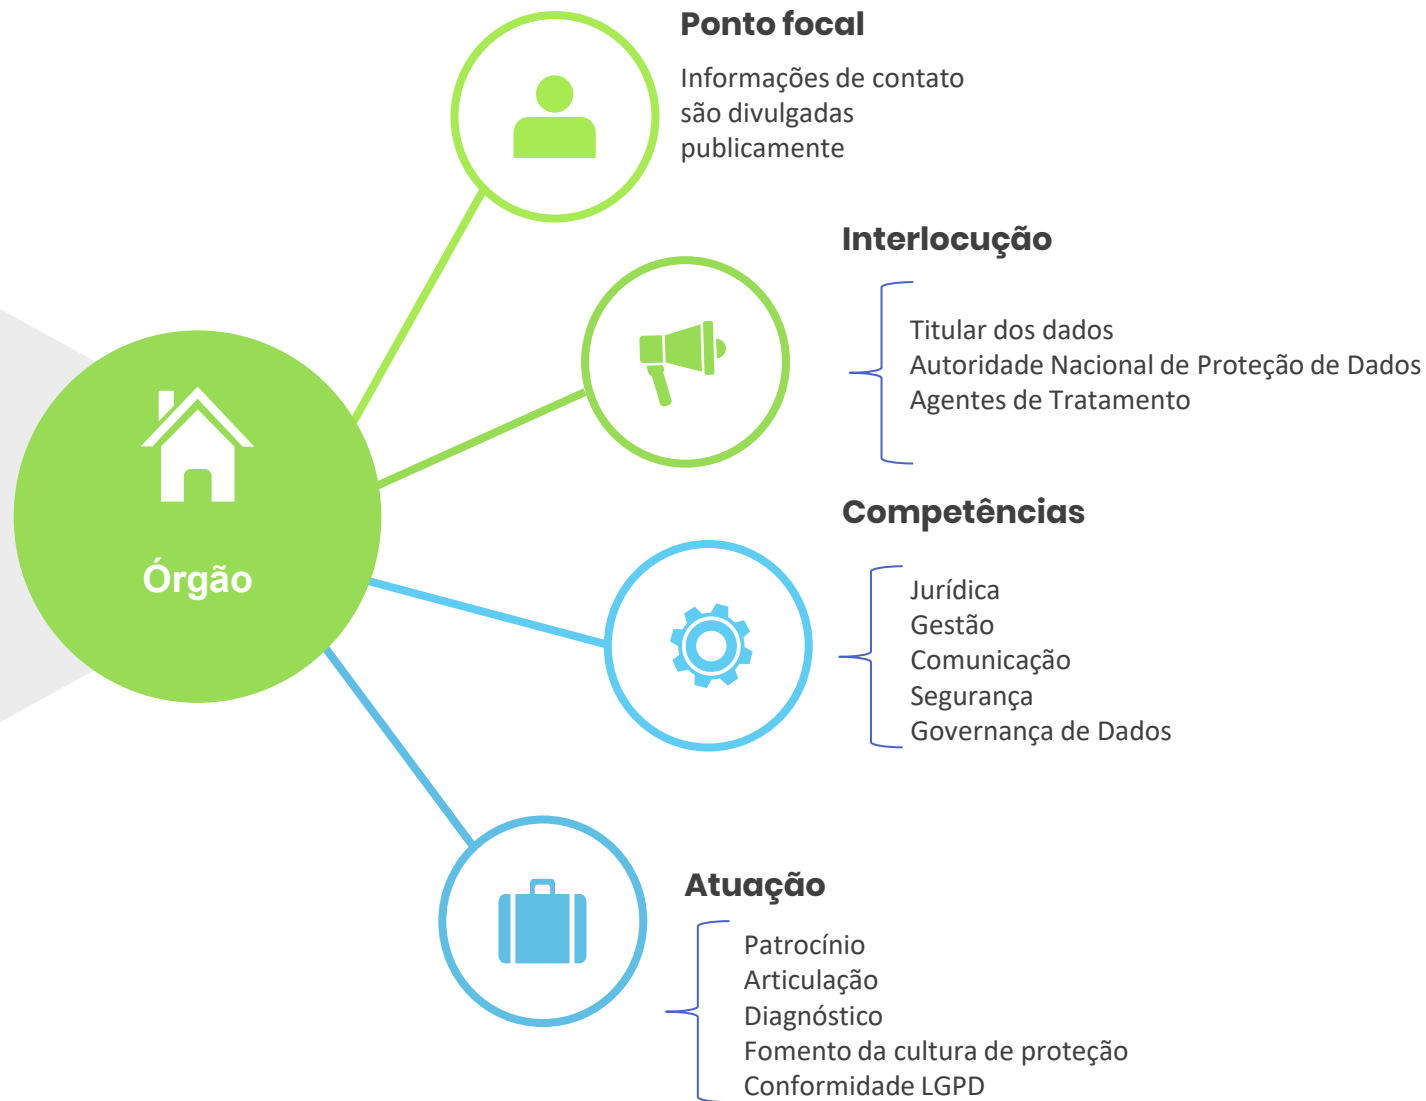 Ponto focal
Informações de contato
são divulgadas
publicamente
Interlocução
Titular dos dados
Autoridade Nacional de Proteção de Dados
Agentes de Tratamento
Órgão
Competências
Jurídica
Gestão
Comunicação
Segurança
Governança de Dados
Atuação
Patrocínio
Articulação
Diagnóstico
Fomento da cultura de proteção
Conformidade LGPD